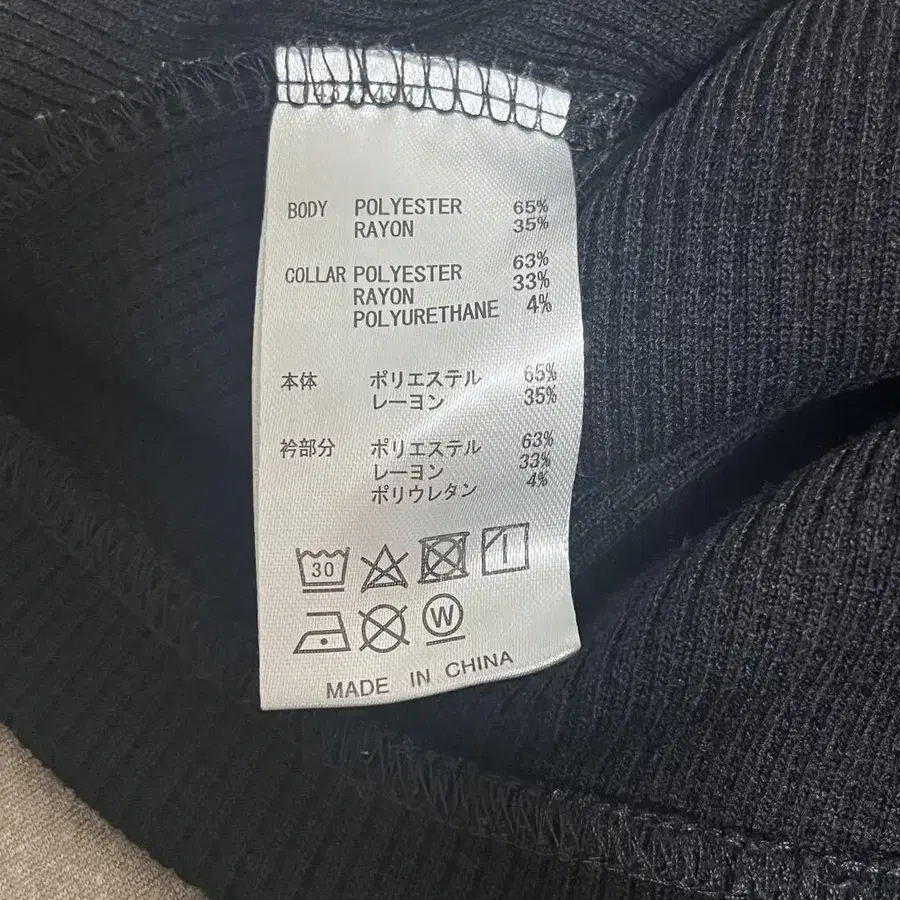 BODY POLYESTER 65%
RAYON 35%
COLLAR POLYESTER 63%
RAYON 33%
POLYURETHANE 4%
本体 ポリエステル 65%
レーヨン 35%
衿部分 ポリエステル 63%
レーヨン 33%
ポリウレタン 4%
30
W
MADE IN CHINA